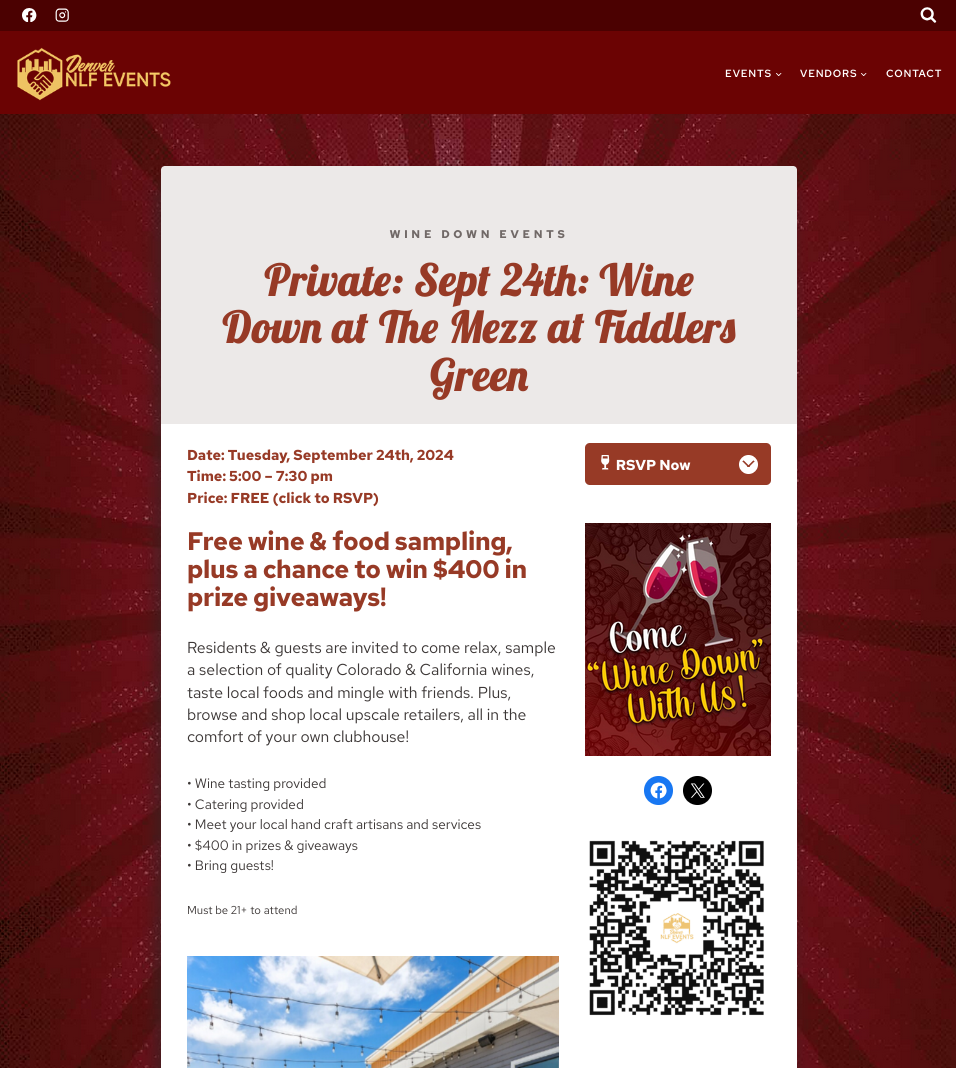 Denver
NLF EVENTS
EVENTS
VENDORS
CONTACT
WINE DOWN EVENTS
Private: Sept 24th: Wine
Down at The Mezz at Fiddlers
Green
Date: Tuesday, September 24th, 2024
Time: 5:00 – 7:30 pm
Price: FREE (click to RSVP)
Free wine & food sampling,
plus a chance to win $400 in
prize giveaways!
Residents & guests are invited to come relax, sample
a selection of quality Colorado & California wines,
taste local foods and mingle with friends. Plus,
browse and shop local upscale retailers, all in the
comfort of your own clubhouse!
• Wine tasting provided
• Catering provided
• Meet your local hand craft artisans and services
• $400 in prizes & giveaways
• Bring guests!
Must be 21+ to attend
RSVP Now
Come
“Wine Down”
With Us!
NLF EVENTS